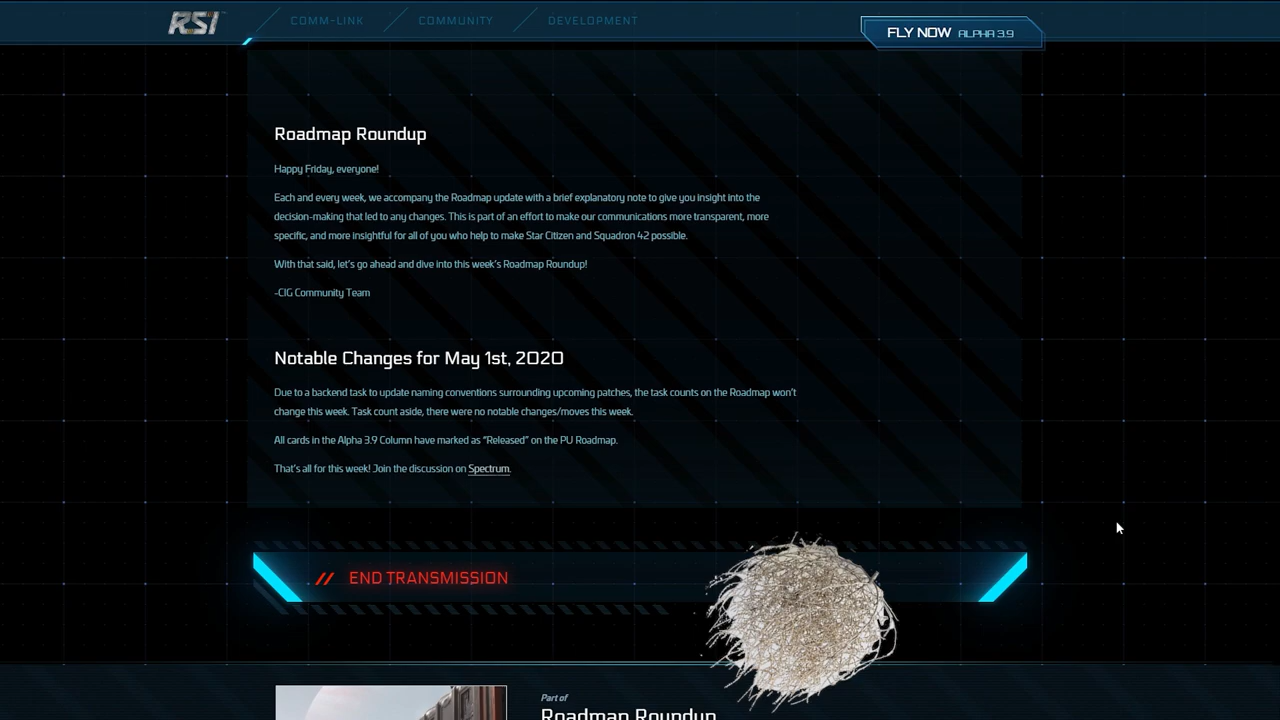 RSI
COMM-LINK
COMMUNITY
DEVELOPMENT
FLY NOW ALPHA 3.9
Roadmap Roundup
Happy Friday, everyone!
Each and every week, we accompany the Roadmap update with a brief explanatory note to give you insight into the
decision-making that led to any changes. This is part of an effort to make our communications more transparent, more
specific, and more insightful for all of you who help to make Star Citizen and Squadron 42 possible.
With that said, let's go ahead and dive into this week's Roadmap Roundup!
-CIG Community Team
Notable Changes for May 1st, 2020
Due to a backend task to update naming conventions surrounding upcoming patches, the task counts on the Roadmap won't
change this week. Task count aside, there were no notable changes/moves this week.
All cards in the Alpha 3.9 Column have marked as “Released” on the PU Roadmap.
That's all for this week! Join the discussion on Spectrum.
// END TRANSMISSION
Part of
Roadmap Roundup